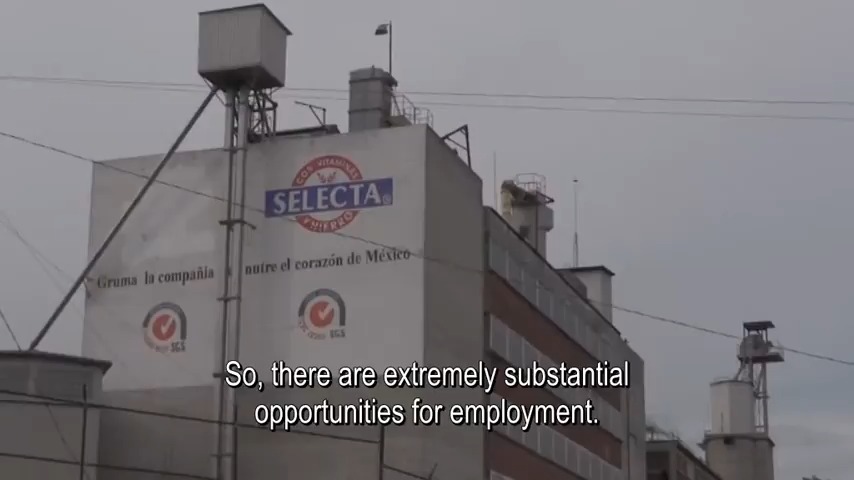 CON VITAMINAS
SELECTA
Y HIERRO
Gruma la compañia nutre el corazón de México
SGS
SGS
So, there are extremely substantial
opportunities for employment.